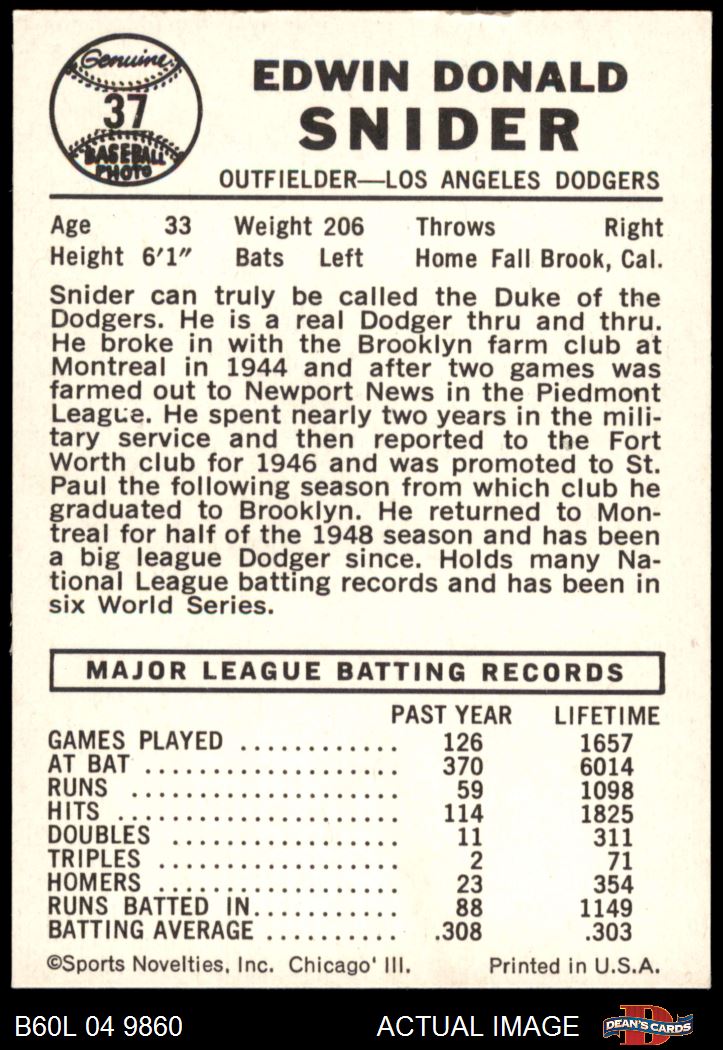 Genuine
37
BASEBALL
PHOTO
EDWIN DONALD
SNIDER
OUTFIELDER—LOS ANGELES DODGERS
Age 33 Weight 206 Throws Right
Height 6'1" Bats Left Home Fall Brook, Cal.
Snider can truly be called the Duke of the
Dodgers. He is a real Dodger thru and thru.
He broke in with the Brooklyn farm club at
Montreal in 1944 and after two games was
farmed out to Newport News in the Piedmont
League. He spent nearly two years in the mili-
tary service and then reported to the Fort
Worth club for 1946 and was promoted to St.
Paul the following season from which club he
graduated to Brooklyn. He returned to Mon-
treal for half of the 1948 season and has been
a big league Dodger since. Holds many Na-
tional League batting records and has been in
six World Series.
MAJOR LEAGUE BATTING RECORDS
PAST YEAR LIFETIME
GAMES PLAYED ............ 126 1657
AT BAT .................... 370 6014
RUNS ..................... 59 1098
HITS ...................... 114 1825
DOUBLES .................. 11 311
TRIPLES ................... 2 71
HOMERS ................... 23 354
RUNS BATTED IN........... 88 1149
BATTING AVERAGE .......... .308 .303
©Sports Novelties, Inc. Chicago' Ill. Printed in U.S.A.
B60L 04 9860 ACTUAL IMAGE
D
DEAN'S CARDS